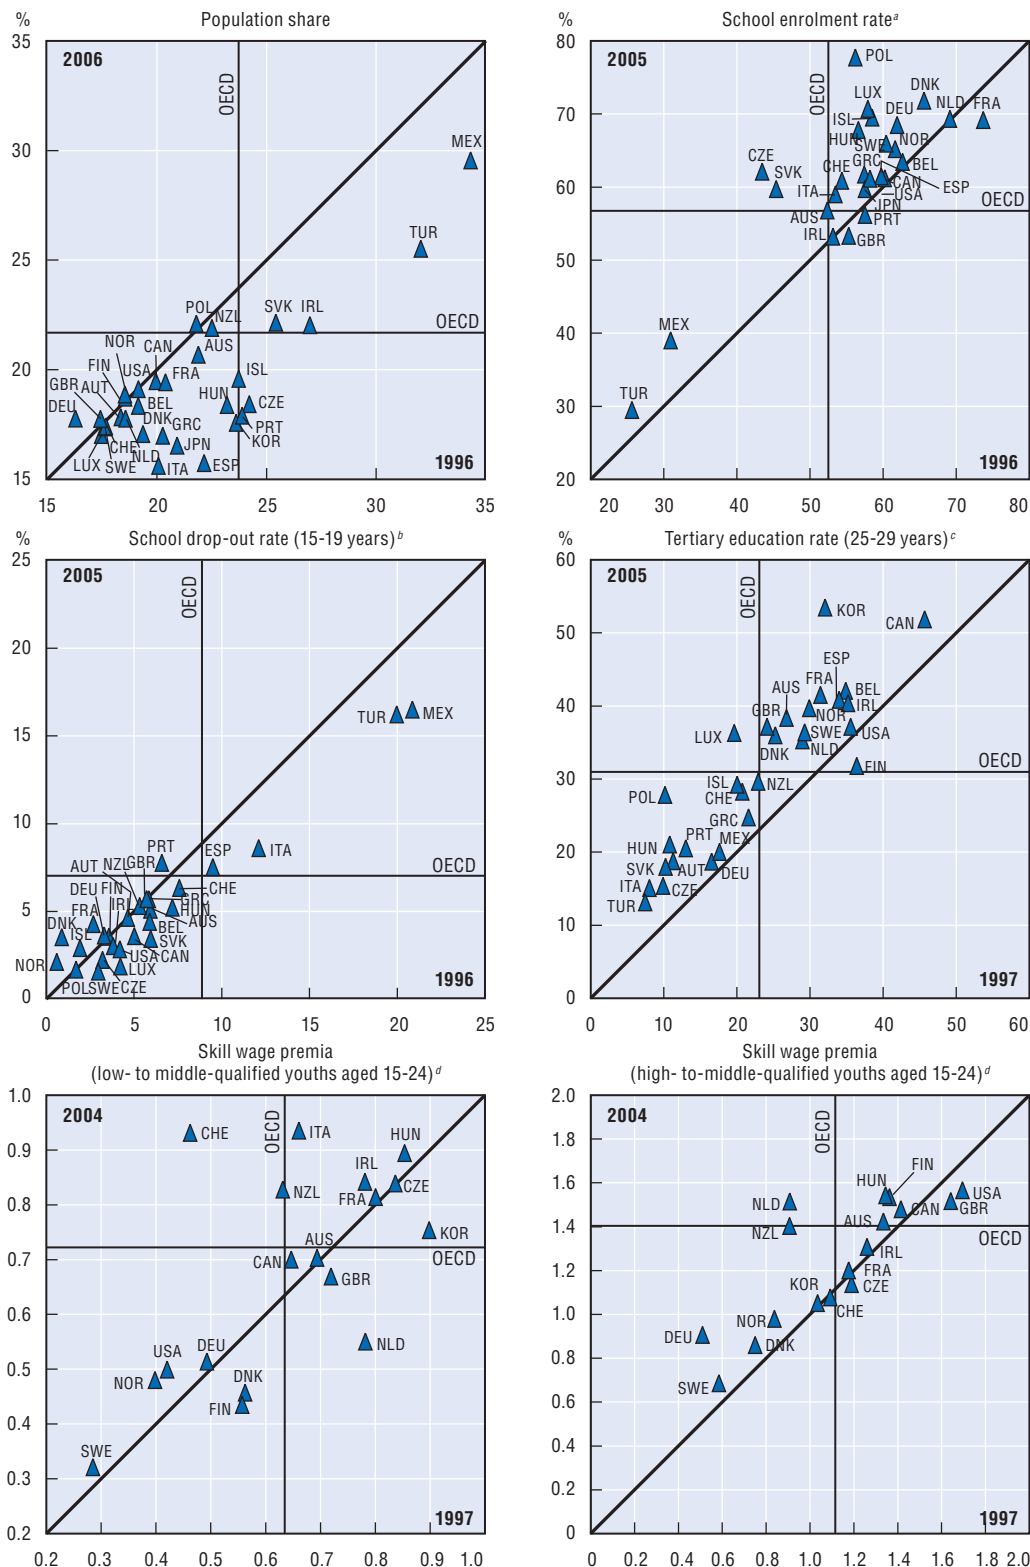 Population share
%
35
30
25
20
15
15 20 25 30 35
2006
1996
OECD
OECD
MEX
TUR
POL
NZL
SVK IRL
NOR
CAN
AUS
FIN
USA
FRA
ISL
GBR
AUT
HUN
CZE
DEU
BEL
DNK
GRC
PRT
KOR
CHE
NLD
JPN
LUX
SWE
ITA
ESP
School enrolment rate a
%
80
70
60
50
40
30
20
20 30 40 50 60 70 80
2005
1996
OECD
OECD
POL
LUX
DNK
NLD FRA
ISL
DEU
HUN
SWE
NOR
CZE
SVK
CHE
GRC
BEL
CAN
ESP
ITA
USA
JPN
AUS
PRT
IRL
GBR
MEX
TUR
School drop-out rate (15-19 years) b
%
25
20
15
10
5
0
0 5 10 15 20 25
2005
1996
OECD
OECD
TUR
MEX
PRT
ESP
ITA
AUT
NZL
GBR
DEU
FIN
IRL
CHE
GRC
HUN
FRA
AUS
DNK
ISL
BEL
SVK
USA
CAN
NOR
LUX
POL
SWE
CZE
Tertiary education rate (25-29 years) c
%
60
50
40
30
20
10
0
0 10 20 30 40 50 60
2005
1997
OECD
OECD
KOR
CAN
ESP
FRA
BEL
AUS
IRL
GBR
NOR
LUX
SWE
USA
DNK
NLD
FIN
ISL
NZL
POL
CHE
GRC
HUN
PRT
MEX
SVK
AUT
DEU
ITA
CZE
TUR
Skill wage premia
(low- to middle-qualified youths aged 15-24) d
1.0
0.9
0.8
0.7
0.6
0.5
0.4
0.3
0.2
0.2 0.3 0.4 0.5 0.6 0.7 0.8 0.9 1.0
2004
1997
OECD
OECD
CHE
ITA
HUN
IRL
NZL
FRA
CZE
KOR
AUS
CAN
GBR
NLD
USA
DEU
NOR
DNK
FIN
SWE
Skill wage premia
(high- to-middle-qualified youths aged 15-24) d
2.0
1.8
1.6
1.4
1.2
1.0
0.8
0.6
0.4
0.2
0
0 0.2 0.4 0.6 0.8 1.0 1.2 1.4 1.6 1.8 2.0
2004
1997
OECD
OECD
FIN
HUN
USA
NLD
CAN
GBR
NZL
AUS
IRL
FRA
KOR
CZE
CHE
NOR
DEU
DNK
SWE